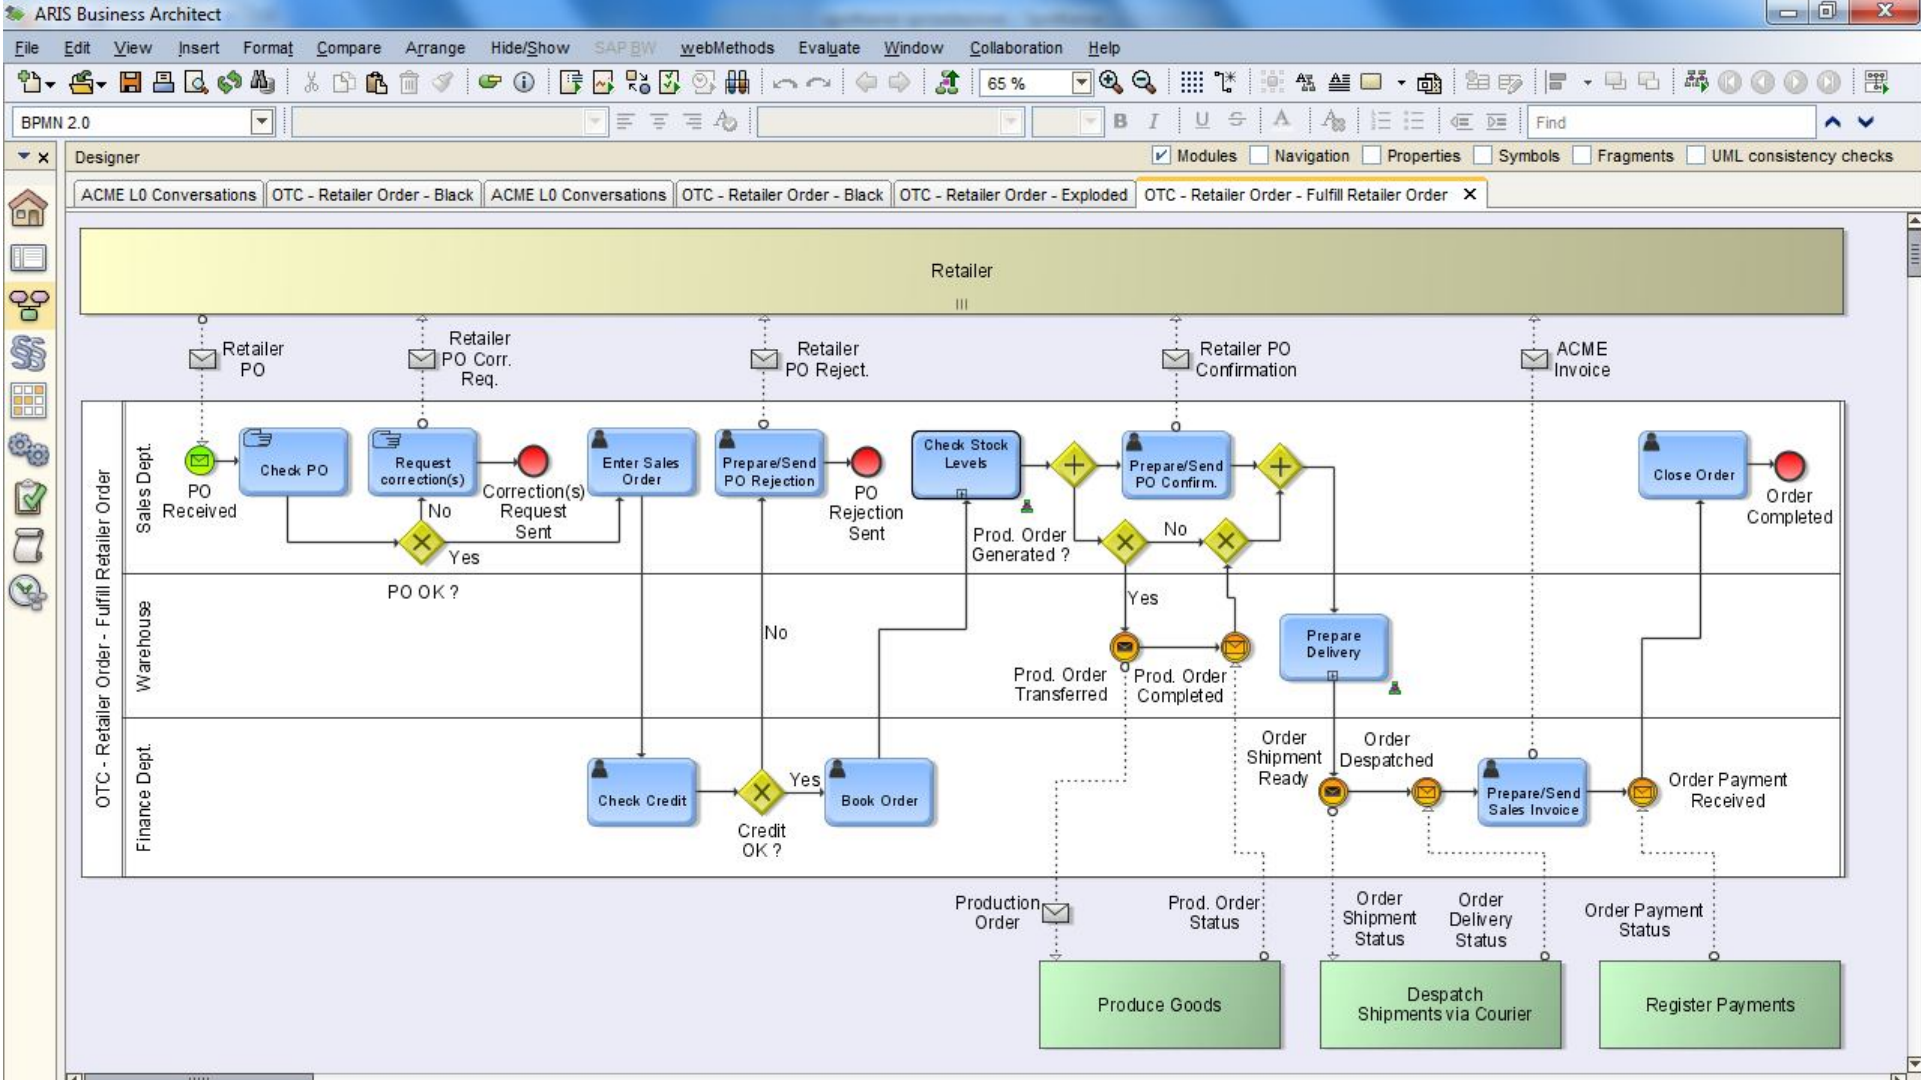 ARIS Business Architect
File Edit View Insert Format Compare Arrange Hide/Show SAP BW webMethods Evaluate Window Collaboration Help
65 %
BPMN 2.0
B I U S A
Find
Designer
Modules Navigation Properties Symbols Fragments UML consistency checks
ACME L0 Conversations
OTC - Retailer Order - Black
ACME L0 Conversations
OTC - Retailer Order - Black
OTC - Retailer Order - Exploded
OTC - Retailer Order - Fulfill Retailer Order
Retailer
Retailer
PO
Retailer
PO Corr.
Req.
Retailer
PO Reject.
Retailer PO
Confirmation
ACME
Invoice
OTC - Retailer Order - Fulfill Retailer Order
Sales Dept.
PO
Received
Check PO
Request
correction(s)
Correction(s)
Request
Sent
No
Yes
PO OK ?
Enter Sales
Order
Prepare/Send
PO Rejection
PO
Rejection
Sent
Check Stock
Levels
Prod. Order
Generated ?
Prepare/Send
PO Confirm.
No
Yes
Close Order
Order
Completed
Warehouse
No
Prod. Order
Transferred
Prod. Order
Completed
Prepare
Delivery
Finance Dept.
Check Credit
Credit
OK ?
Yes
Book Order
Order
Shipment
Ready
Order
Despatched
Prepare/Send
Sales Invoice
Order Payment
Received
Production
Order
Prod. Order
Status
Order
Shipment
Status
Order
Delivery
Status
Order Payment
Status
Produce Goods
Despatch
Shipments via Courier
Register Payments